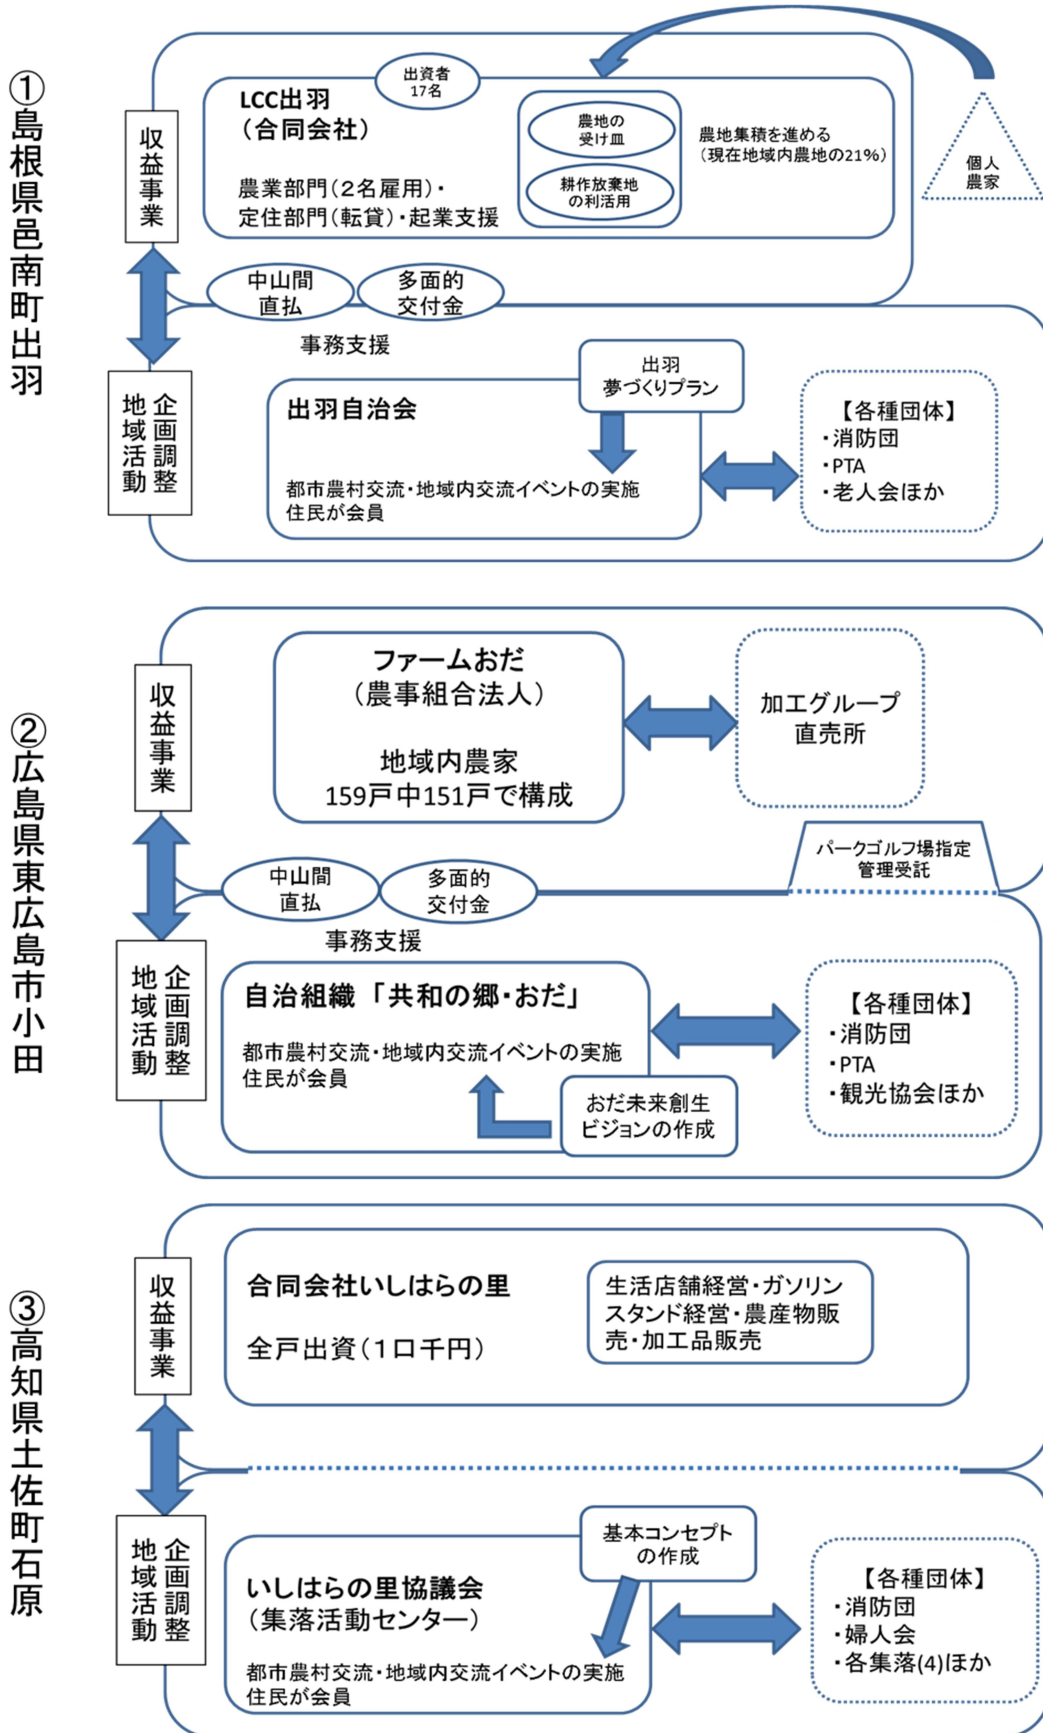 ①島根県邑南町出羽
収益事業
出資者
17名
LCC出羽
（合同会社）
農業部門（２名雇用）・
定住部門（転貸）・起業支援
農地の
受け皿
耕作放棄地
の利活用
農地集積を進める
（現在地域内農地の21%）
個人
農家
中山間
直払
多面的
交付金
事務支援
企画調整
地域活動
出羽
夢づくりプラン
出羽自治会
都市農村交流・地域内交流イベントの実施
住民が会員
【各種団体】
・消防団
・PTA
・老人会ほか
②広島県東広島市小田
収益事業
ファームおだ
（農事組合法人）
地域内農家
159戸中151戸で構成
加工グループ
直売所
パークゴルフ場指定
管理受託
中山間
直払
多面的
交付金
事務支援
企画調整
地域活動
自治組織「共和の郷・おだ」
都市農村交流・地域内交流イベントの実施
住民が会員
おだ未来創生
ビジョンの作成
【各種団体】
・消防団
・PTA
・観光協会ほか
③高知県土佐町石原
収益事業
合同会社いしはらの里
全戸出資（１口千円）
生活店舗経営・ガソリン
スタンド経営・農産物販
売・加工品販売
企画調整
地域活動
基本コンセプト
の作成
いしはらの里協議会
（集落活動センター）
都市農村交流・地域内交流イベントの実施
住民が会員
【各種団体】
・消防団
・婦人会
・各集落(4)ほか